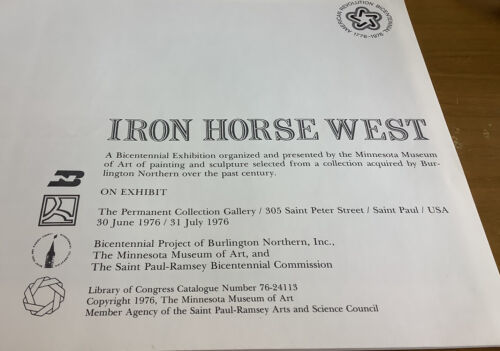 AMERICAN REVOLUTION BICENTENNIAL
1776-1976
IRON HORSE WEST
A Bicentennial Exhibition organized and presented by the Minnesota Museum
of Art of painting and sculpture selected from a collection acquired by Bur-
lington Northern over the past century.
ON EXHIBIT
The Permanent Collection Gallery / 305 Saint Peter Street / Saint Paul / USA
30 June 1976 / 31 July 1976
Bicentennial Project of Burlington Northern, Inc.,
The Minnesota Museum of Art, and
The Saint Paul-Ramsey Bicentennial Commission
Library of Congress Catalogue Number 76-24113
Copyright 1976, The Minnesota Museum of Art
Member Agency of the Saint Paul-Ramsey Arts and Science Council